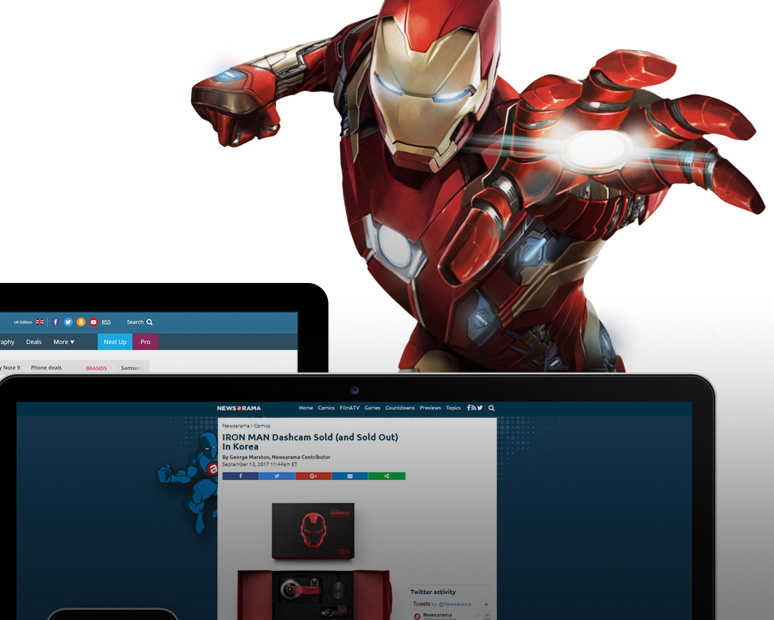 UK Edition RSS Search
aphy Deals More ▼ Next Up Pro
y Note 9 Phone deals BRANDS Samsu
NEWSARAMA Home Comics Film&TV Games Countdowns Previews Topics
Newsarama > Comics
IRON MAN Dashcam Sold (and Sold Out)
In Korea
By George Marston, Newsarama Contributor
September 13, 2017 11:44am ET
Twitter activity
Tweets by @Newsarama
Newsarama